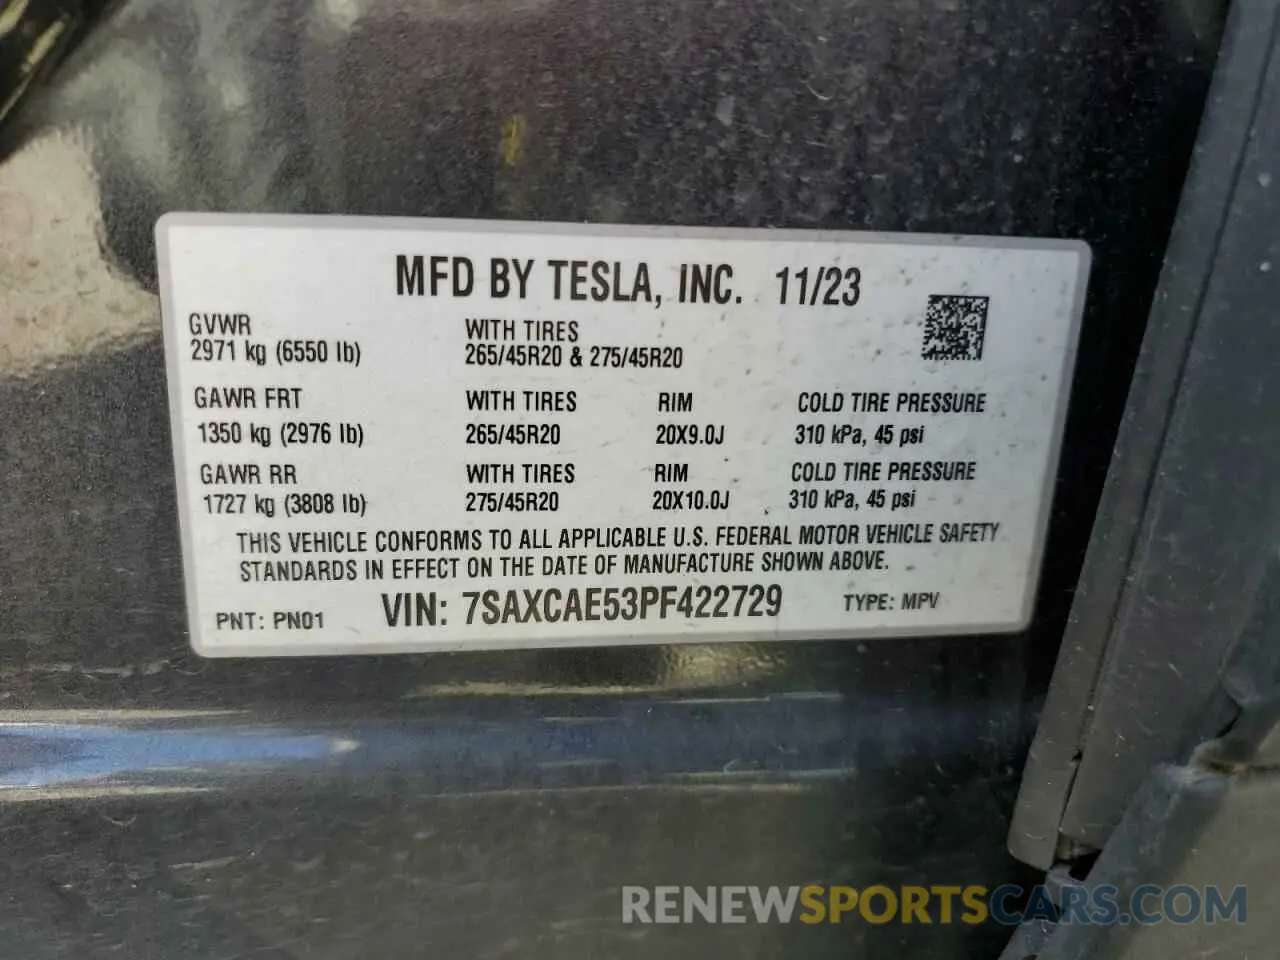 MFD BY TESLA, INC. 11/23
GVWR WITH TIRES
2971 kg (6550 lb) 265/45R20 & 275/45R20
GAWR FRT WITH TIRES RIM COLD TIRE PRESSURE
1350 kg (2976 lb) 265/45R20 20X9.0J 310 kPa, 45 psi
GAWR RR WITH TIRES RIM COLD TIRE PRESSURE
1727 kg (3808 lb) 275/45R20 20X10.0J 310 kPa, 45 psi
THIS VEHICLE CONFORMS TO ALL APPLICABLE U.S. FEDERAL MOTOR VEHICLE SAFETY
STANDARDS IN EFFECT ON THE DATE OF MANUFACTURE SHOWN ABOVE.
PNT: PN01 VIN: 7SAXCAE53PF422729 TYPE: MPV
RENEWSPORTSCARS.COM